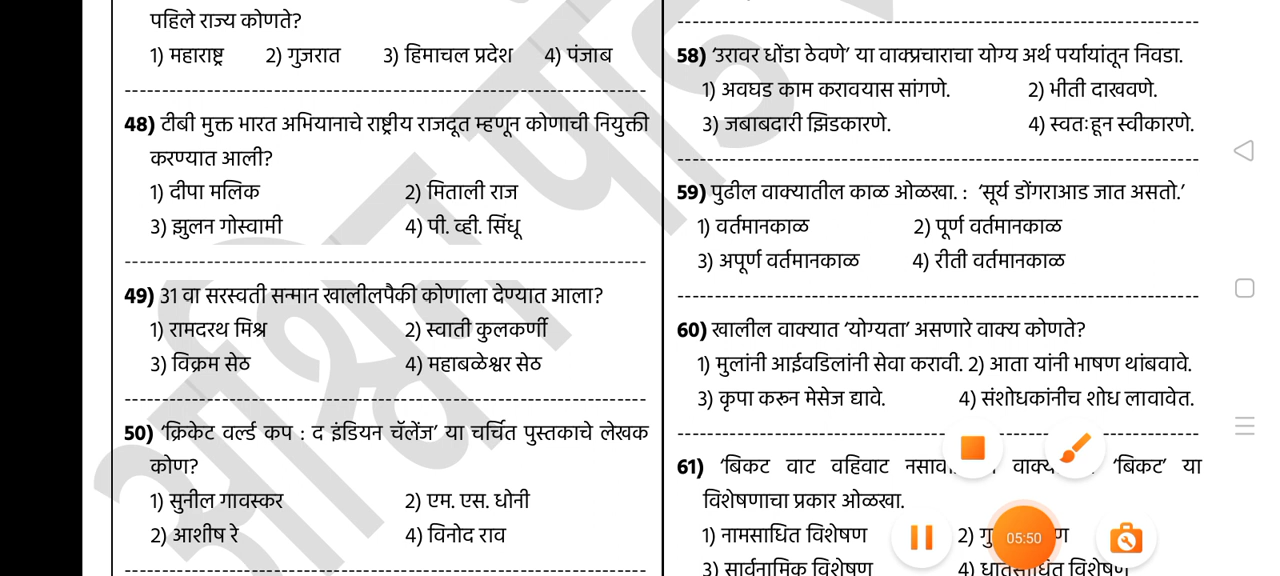 पहिले राज्य कोणते?
1) महाराष्ट्र 2) गुजरात 3) हिमाचल प्रदेश 4) पंजाब
48) टीबी मुक्त भारत अभियानाचे राष्ट्रीय राजदूत म्हणून कोणाची नियुक्ती
करण्यात आली?
1) दीपा मलिक 2) मिताली राज
3) झुलन गोस्वामी 4) पी. व्ही. सिंधू
49) 31 वा सरस्वती सन्मान खालीलपैकी कोणाला देण्यात आला?
1) रामदरथ मिश्र 2) स्वाती कुलकर्णी
3) विक्रम सेठ 4) महाबळेश्वर सेठ
50) 'क्रिकेट वर्ल्ड कप : द इंडियन चॅलेंज' या चर्चित पुस्तकाचे लेखक
कोण?
1) सुनील गावस्कर 2) एम. एस. धोनी
2) आशीष रे 4) विनोद राव
58) 'उरावर धोंडा ठेवणे' या वाक्प्रचाराचा योग्य अर्थ पर्यायांतून निवडा.
1) अवघड काम करावयास सांगणे. 2) भीती दाखवणे.
3) जबाबदारी झिडकारणे. 4) स्वतःहून स्वीकारणे.
59) पुढील वाक्यातील काळ ओळखा. : 'सूर्य डोंगराआड जात असतो.'
1) वर्तमानकाळ 2) पूर्ण वर्तमानकाळ
3) अपूर्ण वर्तमानकाळ 4) रीती वर्तमानकाळ
60) खालील वाक्यात 'योग्यता' असणारे वाक्य कोणते?
1) मुलांनी आईवडिलांनी सेवा करावी. 2) आता यांनी भाषण थांबवावे.
3) कृपा करून मेसेज द्यावे. 4) संशोधकांनीच शोध लावावेत.
61) 'बिकट वाट वहिवाट 'बिकट' या
विशेषणाचा प्रकार ओळखा.
1) नामसाधित विशेषण 2)
3) सार्वनामिक विशेषण 4) विशेषण
05:50